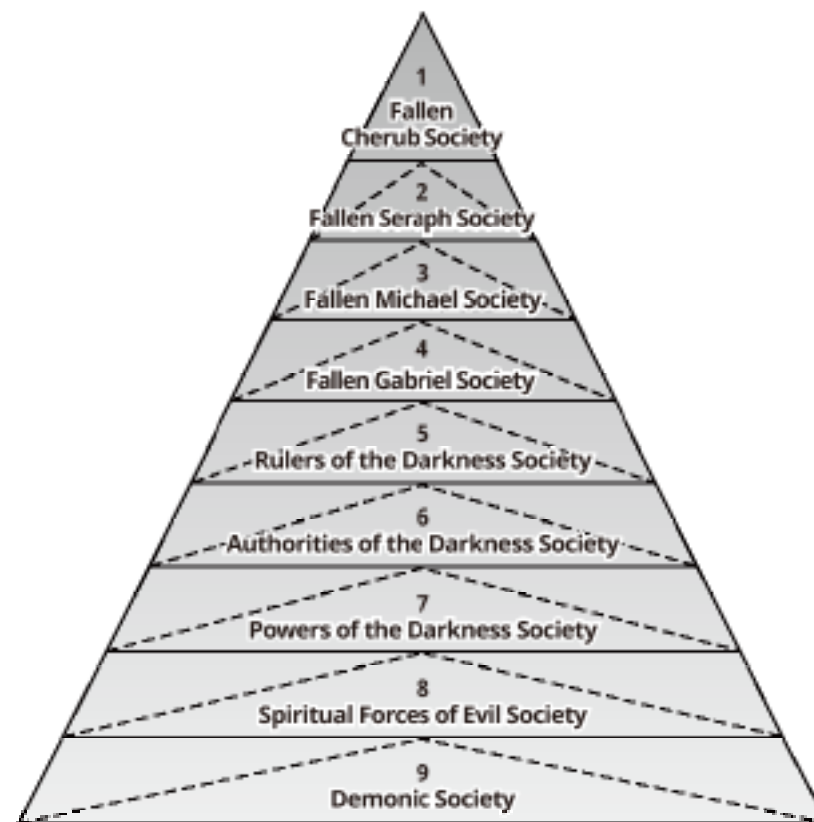 1
Fallen
Cherub Society
2
Fallen Seraph Society
3
Fallen Michael Society
4
Fallen Gabriel Society
5
Rulers of the Darkness Society
6
Authorities of the Darkness Society
7
Powers of the Darkness Society
8
Spiritual Forces of Evil Society
9
Demonic Society